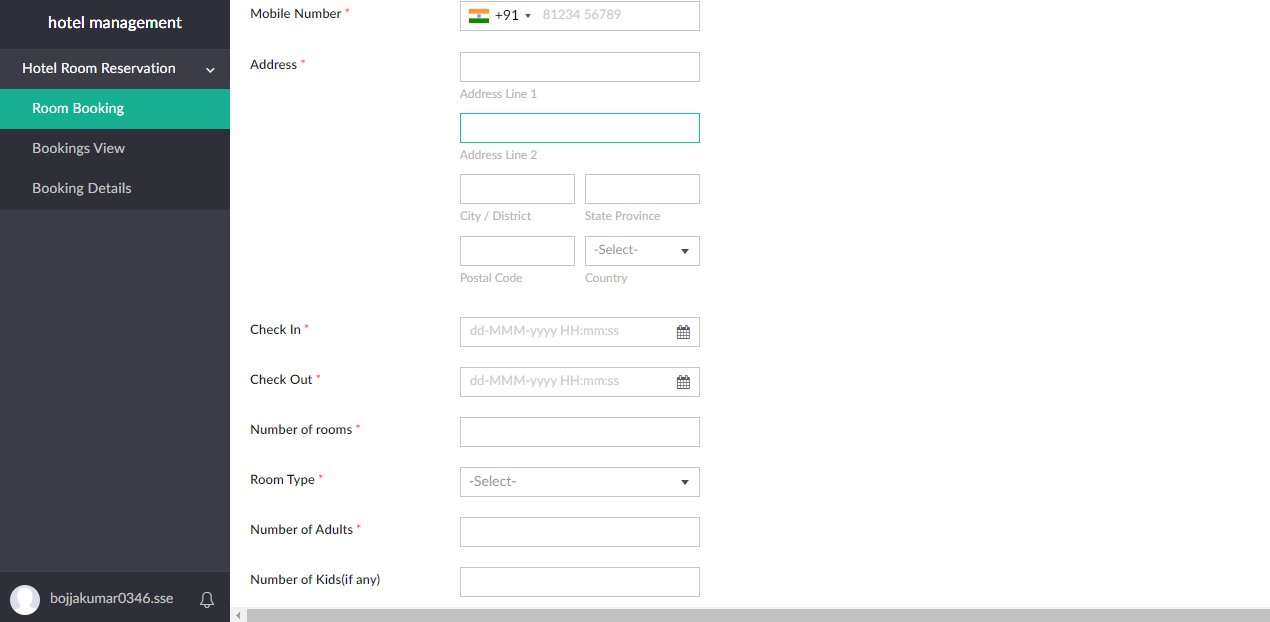 hotel management
Hotel Room Reservation
Room Booking
Bookings View
Booking Details
bojjakumar0346.sse
Mobile Number *
+91 81234 56789
Address *
Address Line 1
Address Line 2
City / District State Province
-Select-
Postal Code Country
Check In * dd-MMM-yyyy HH:mm:ss
Check Out * dd-MMM-yyyy HH:mm:ss
Number of rooms *
Room Type * -Select-
Number of Adults *
Number of Kids(if any)